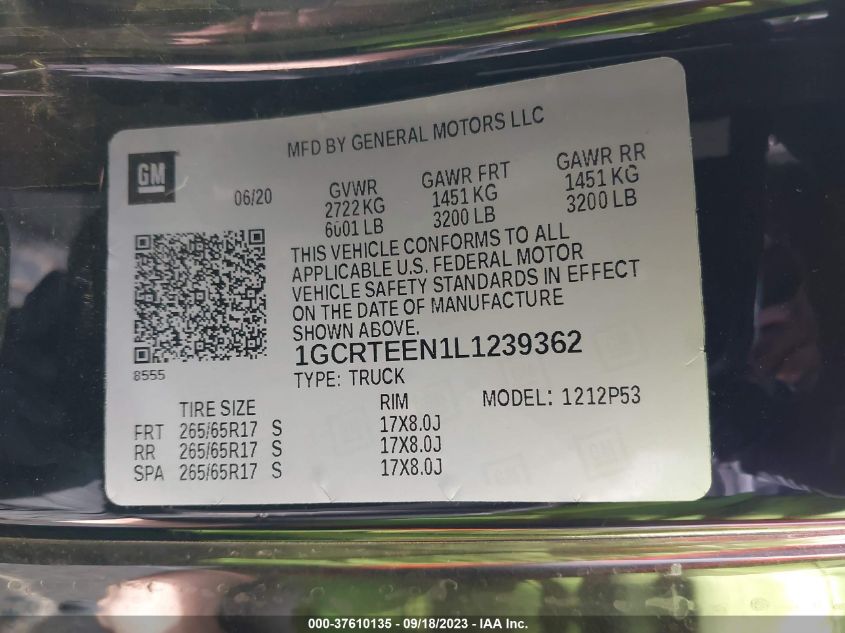 MFD BY GENERAL MOTORS LLC
GM
06/20
GVWR GAWR FRT GAWR RR
2722 KG 1451 KG 1451 KG
6001 LB 3200 LB 3200 LB
THIS VEHICLE CONFORMS TO ALL
APPLICABLE U.S. FEDERAL MOTOR
VEHICLE SAFETY STANDARDS IN EFFECT
ON THE DATE OF MANUFACTURE
SHOWN ABOVE.
1GCRTEEN1L1239362
8555
TYPE: TRUCK
TIRE SIZE RIM MODEL: 1212P53
FRT 265/65R17 S 17X8.0J
RR 265/65R17 S 17X8.0J
SPA 265/65R17 S 17X8.0J
000-37610135 - 09/18/2023 - IAA Inc.